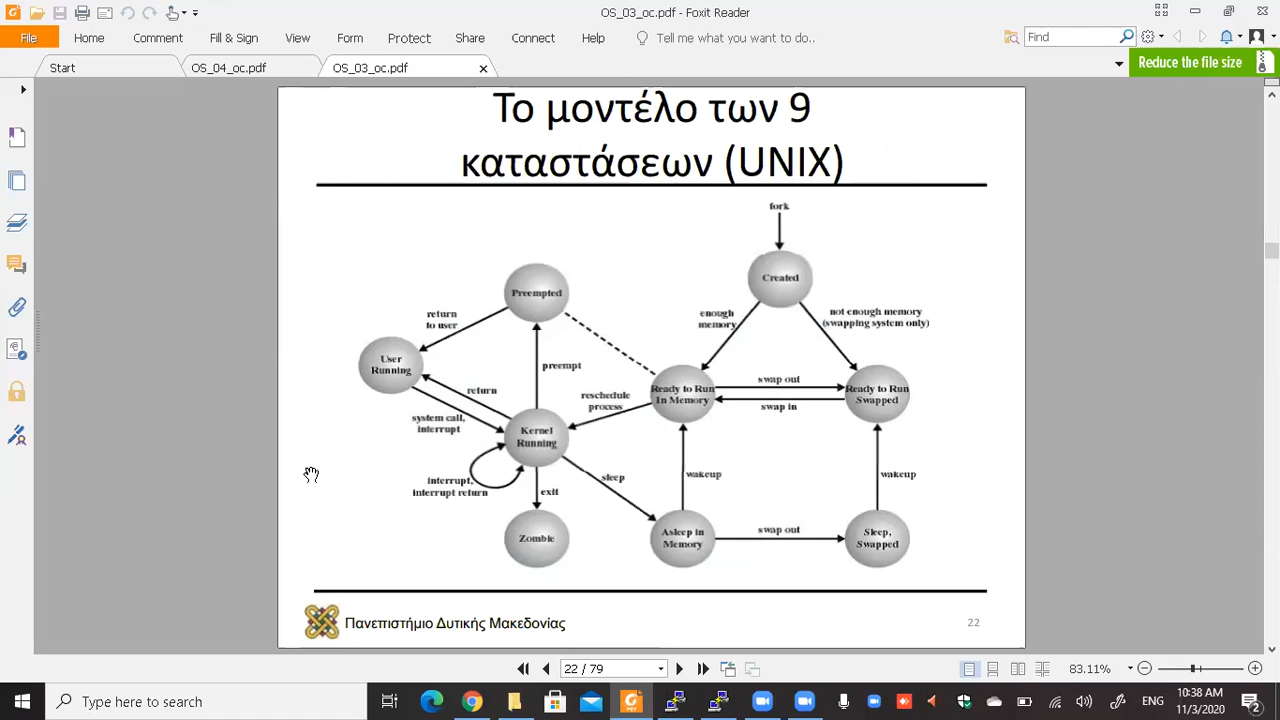 OS_03_oc.pdf - Foxit Reader
File Home Comment Fill & Sign View Form Protect Share Connect Help Tell me what you want to do.. Find
Start OS_04_oc.pdf OS_03_oc.pdf Reduce the file size
Το μοντέλο των 9
καταστάσεων (UNIX)
fork
Created
Preempted
return
to user
enough
memory
not enough memory
(swapping system only)
User
Running
preempt
return
reschedule
process
Ready to Run
In Memory
swap out
swap in
Ready to Run
Swapped
system call,
interrupt
Kernel
Running
interrupt,
interrupt return
exit
sleep
wakeup
wakeup
Zombie
Asleep in
Memory
swap out
Sleep,
Swapped
Πανεπιστήμιο Δυτικής Μακεδονίας
22
22 / 79
83.11%
Type here to search
ENG
10:38 AM
11/3/2020
2